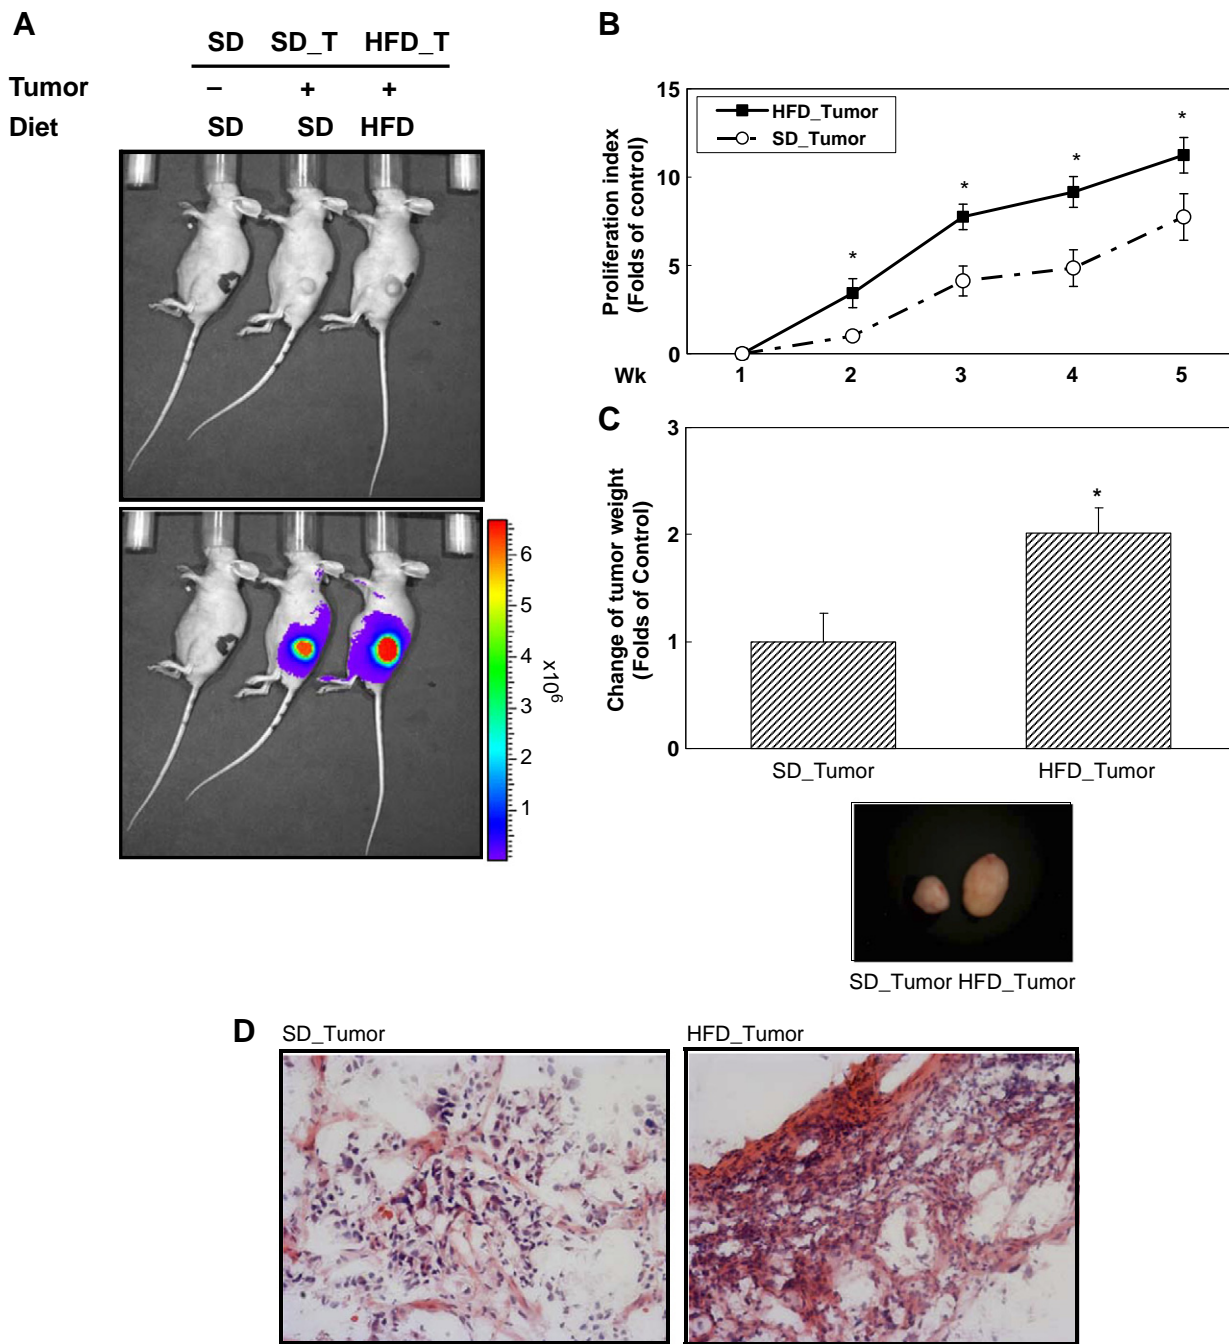 A
SD SD_T HFD_T
Tumor – + +
Diet SD SD HFD
6
5
4
3
2
1
x10⁶
B
Proliferation index
(Folds of control)
15
10
5
0
HFD_Tumor
SD_Tumor
* * * *
Wk 1 2 3 4 5
C
Change of tumor weight
(Folds of Control)
3
2
1
0
*
SD_Tumor HFD_Tumor
SD_Tumor HFD_Tumor
D
SD_Tumor HFD_Tumor